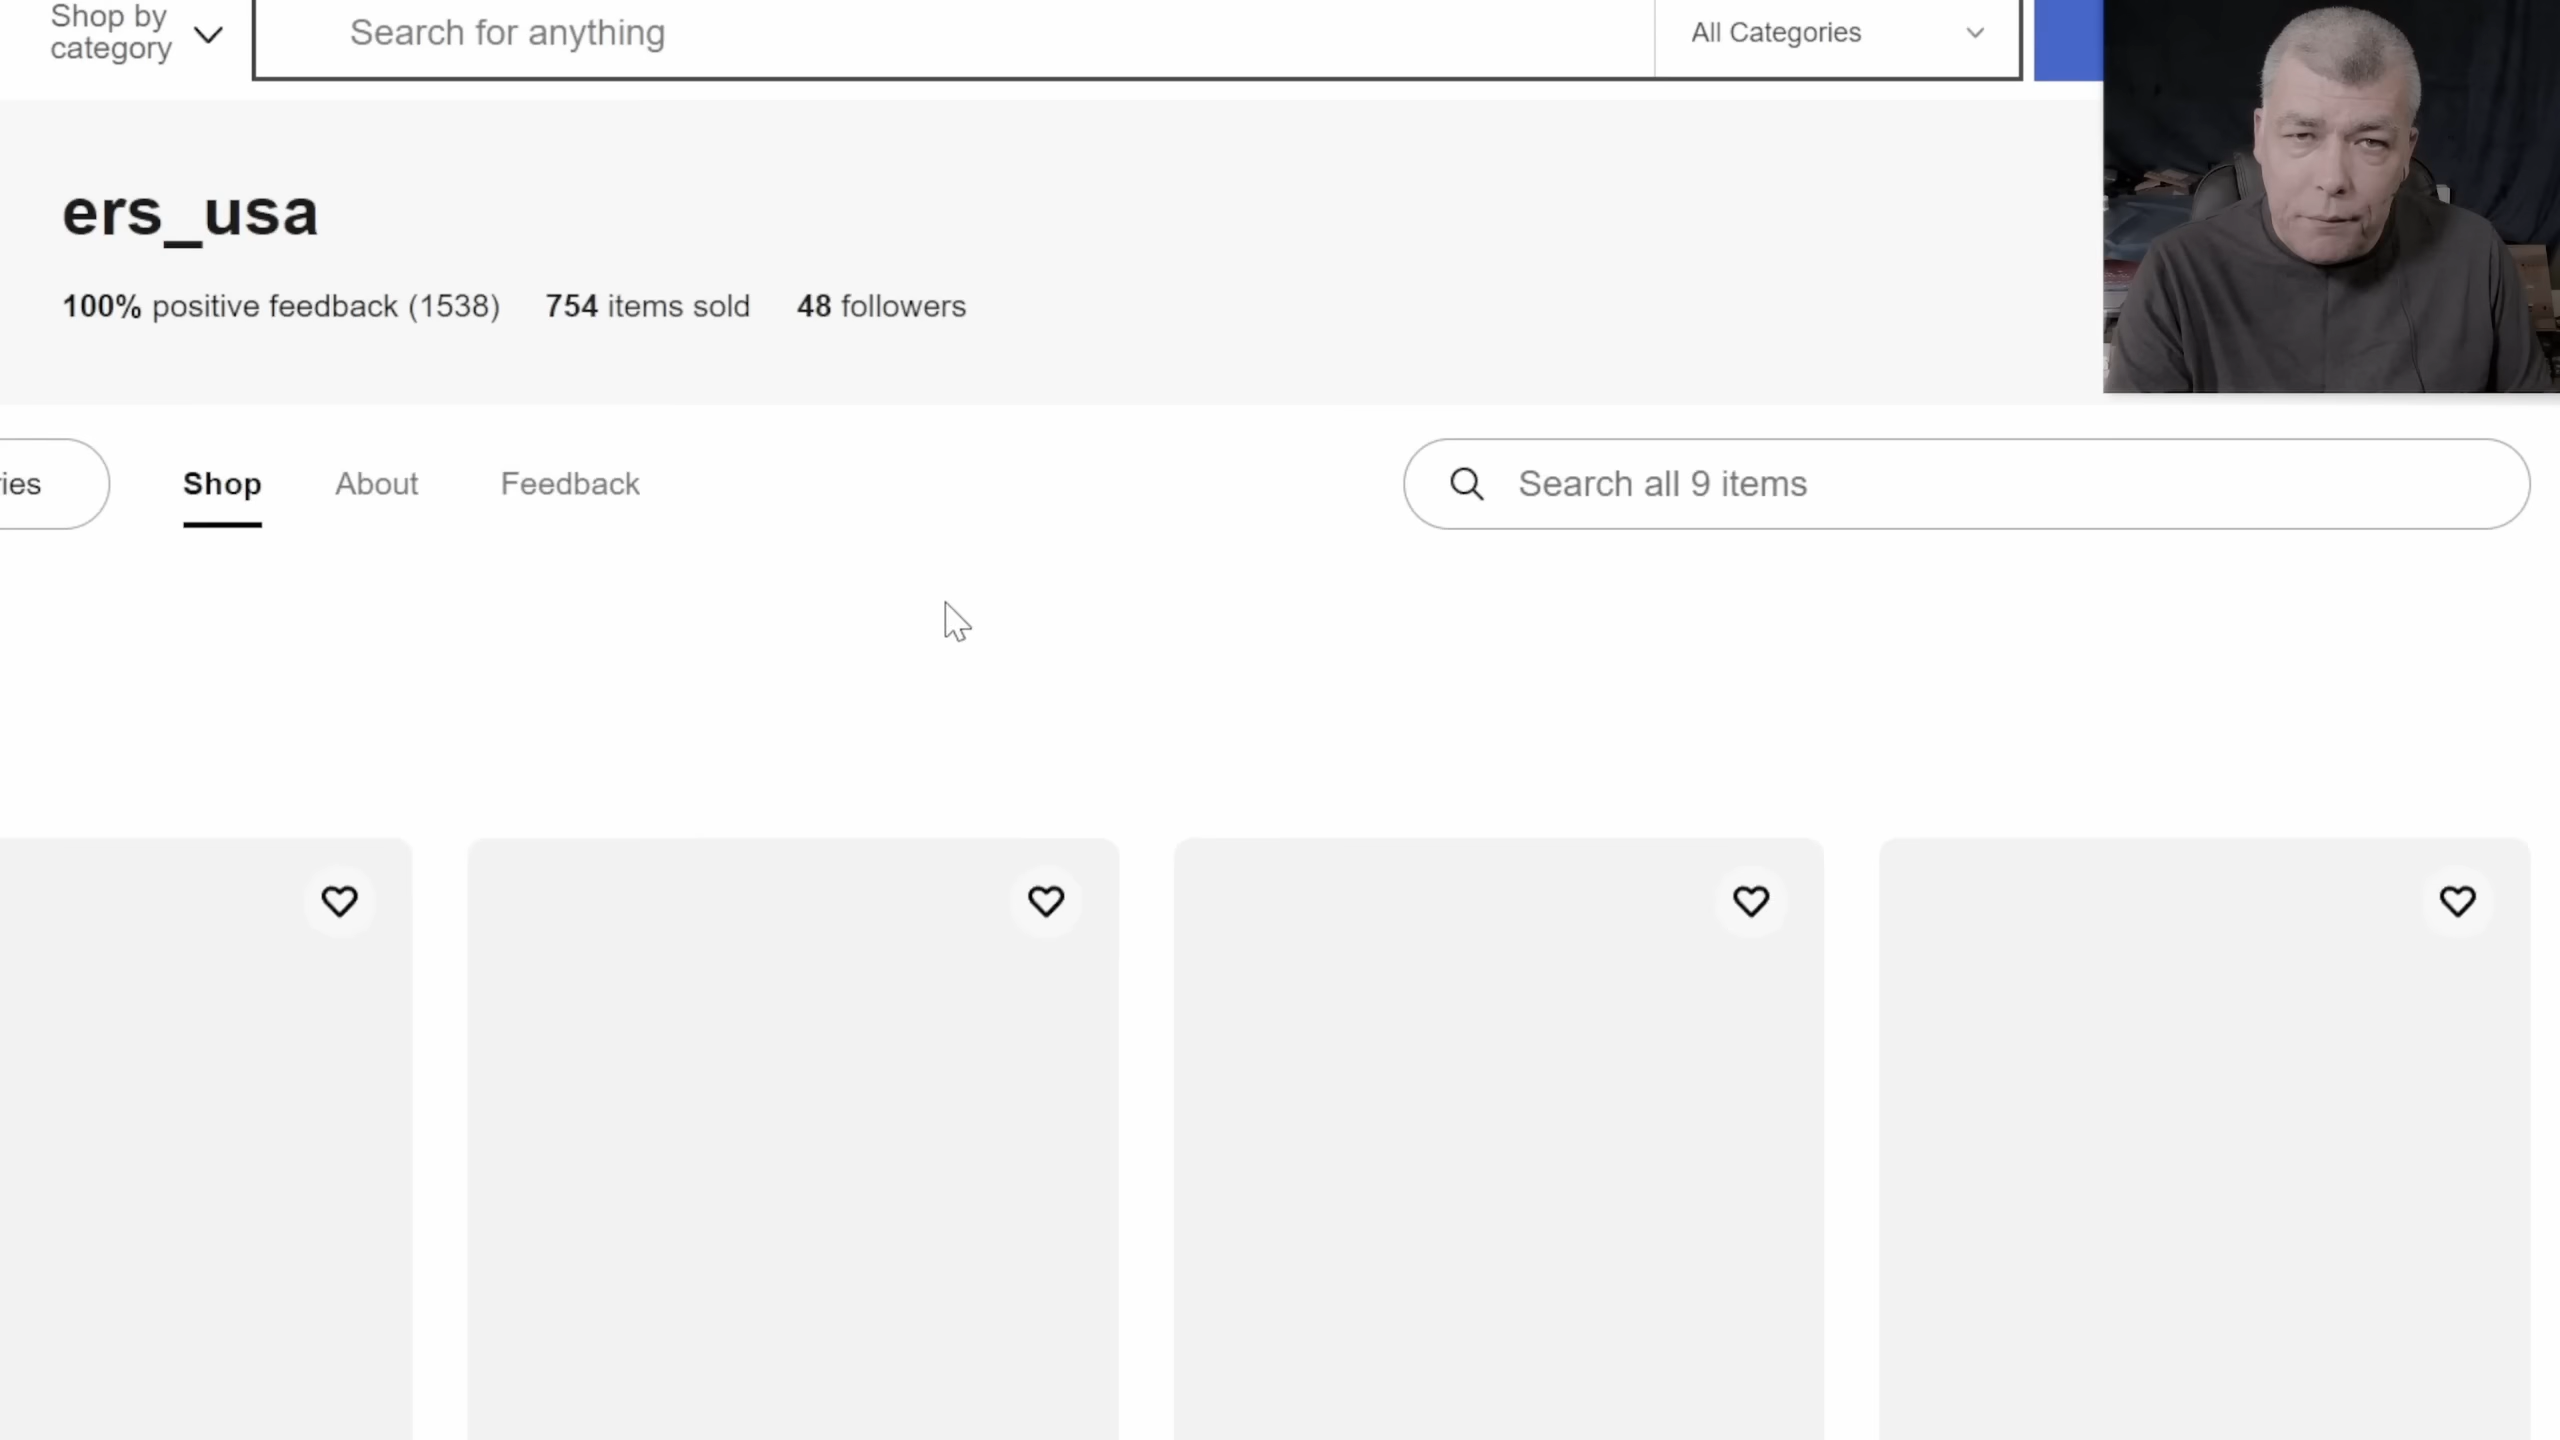 Shop by
category
Search for anything
All Categories
ers_usa
100% positive feedback (1538) 754 items sold 48 followers
ries
Shop
About
Feedback
Search all 9 items